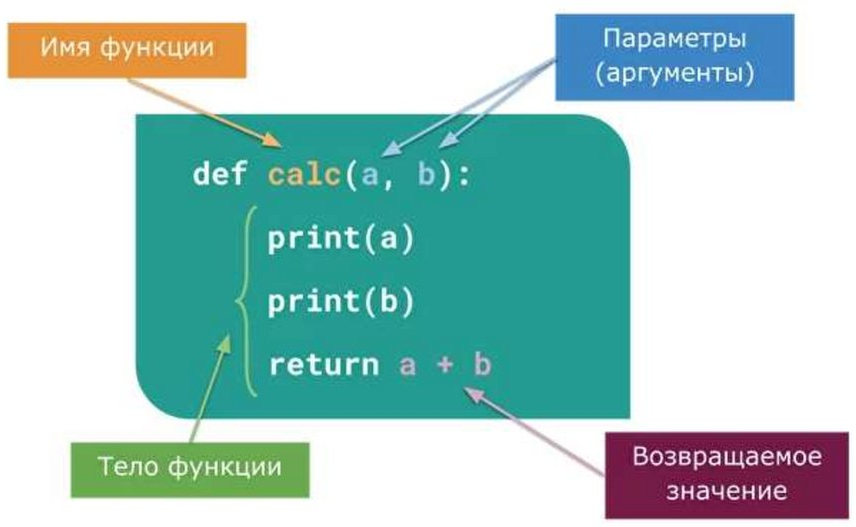 Имя функции
Параметры
(аргументы)
def calc(a, b):
print(a)
print(b)
return a + b
Тело функции
Возвращаемое
значение